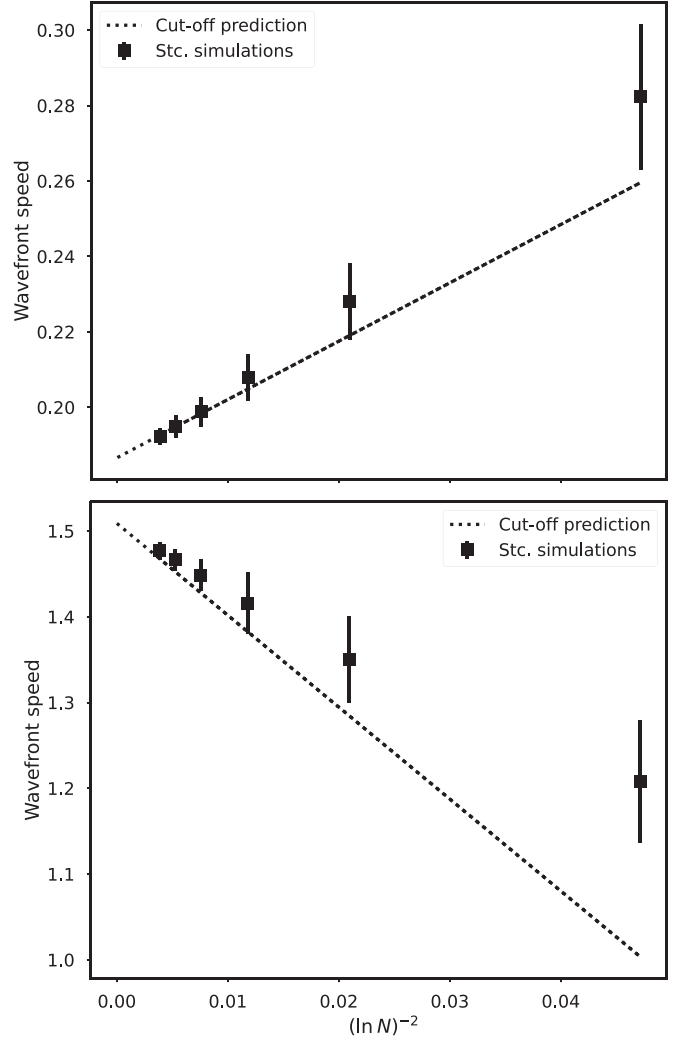 Cut-off prediction
Stc. simulations
0.30
0.28
0.26
0.24
0.22
0.20
Wavefront speed
Cut-off prediction
Stc. simulations
1.5
1.4
1.3
1.2
1.1
1.0
Wavefront speed
0.00 0.01 0.02 0.03 0.04
(ln N)⁻²